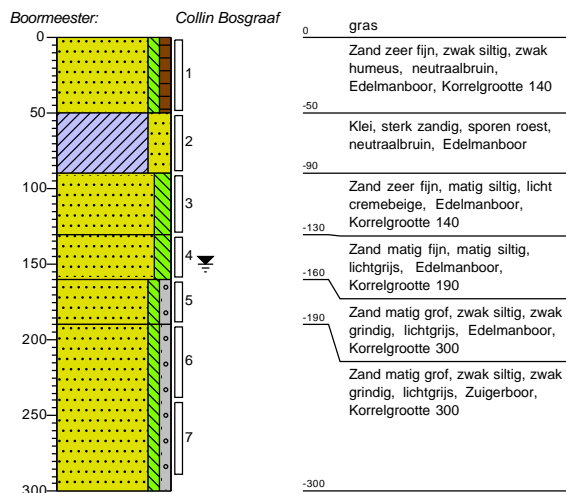 Boormeester: Collin Bosgraaf
0
50
100
150
200
250
300
1
2
3
4
5
6
7
0 gras
Zand zeer fijn, zwak siltig, zwak
humeus, neutraalbruin,
Edelmanboor, Korrelgrootte 140
-50
Klei, sterk zandig, sporen roest,
neutraalbruin, Edelmanboor
-90
Zand zeer fijn, matig siltig, licht
cremebeige, Edelmanboor,
Korrelgrootte 140
-130
Zand matig fijn, matig siltig,
lichtgrijs, Edelmanboor,
Korrelgrootte 190
-160
Zand matig grof, zwak siltig, zwak
grindig, lichtgrijs, Edelmanboor,
Korrelgrootte 300
-190
Zand matig grof, zwak siltig, zwak
grindig, lichtgrijs, Zuigerboor,
Korrelgrootte 300
-300